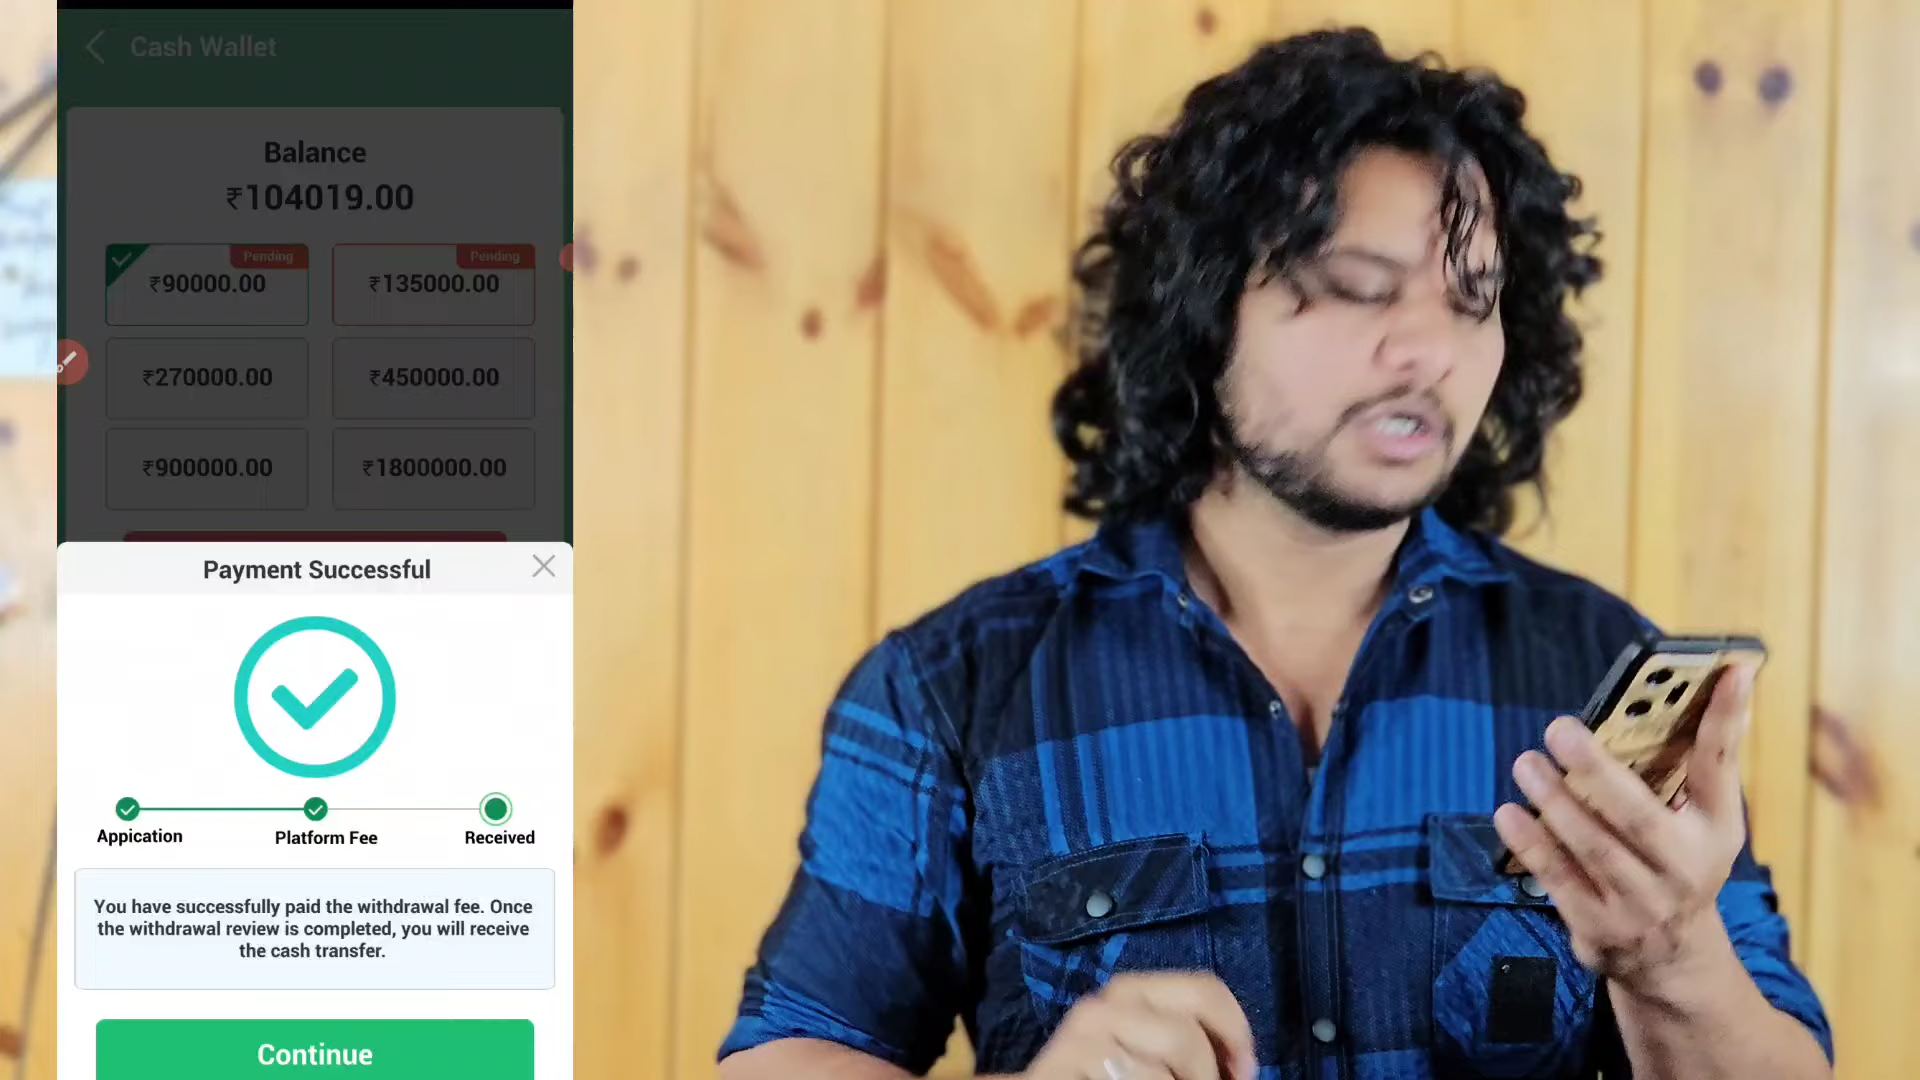 Cash Wallet
Balance
₹104019.00
Pending
Pending
₹90000.00
₹135000.00
₹270000.00
₹450000.00
₹900000.00
₹1800000.00
Payment Successful
Appication
Platform Fee
Received
You have successfully paid the withdrawal fee. Once
the withdrawal review is completed, you will receive
the cash transfer.
Continue